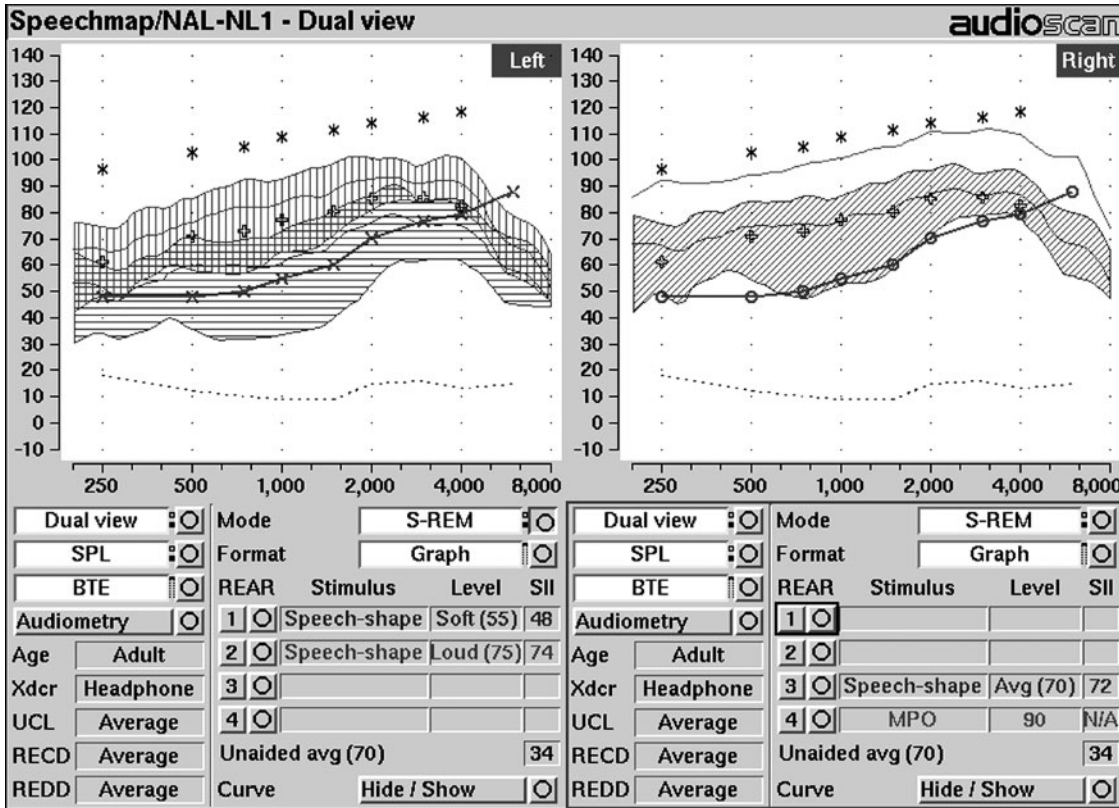 Speechmap/NAL-NL1 - Dual view audioscan
Left
140
130
120
110
100
90
80
70
60
50
40
30
20
10
0
-10
250 500 1,000 2,000 4,000 8,000
Right
140
130
120
110
100
90
80
70
60
50
40
30
20
10
0
-10
250 500 1,000 2,000 4,000 8,000
Dual view Mode S-REM
SPL Format Graph
BTE REAR Stimulus Level SII
Audiometry 1 Speech-shape Soft (55) 48
Age Adult 2 Speech-shape Loud (75) 74
Xdcr Headphone 3
UCL Average 4
RECD Average Unaided avg (70) 34
REDD Average Curve Hide / Show
Dual view Mode S-REM
SPL Format Graph
BTE REAR Stimulus Level SII
Audiometry 1
Age Adult 2
Xdcr Headphone 3 Speech-shape Avg (70) 72
UCL Average 4 MPO 90 N/A
RECD Average Unaided avg (70) 34
REDD Average Curve Hide / Show